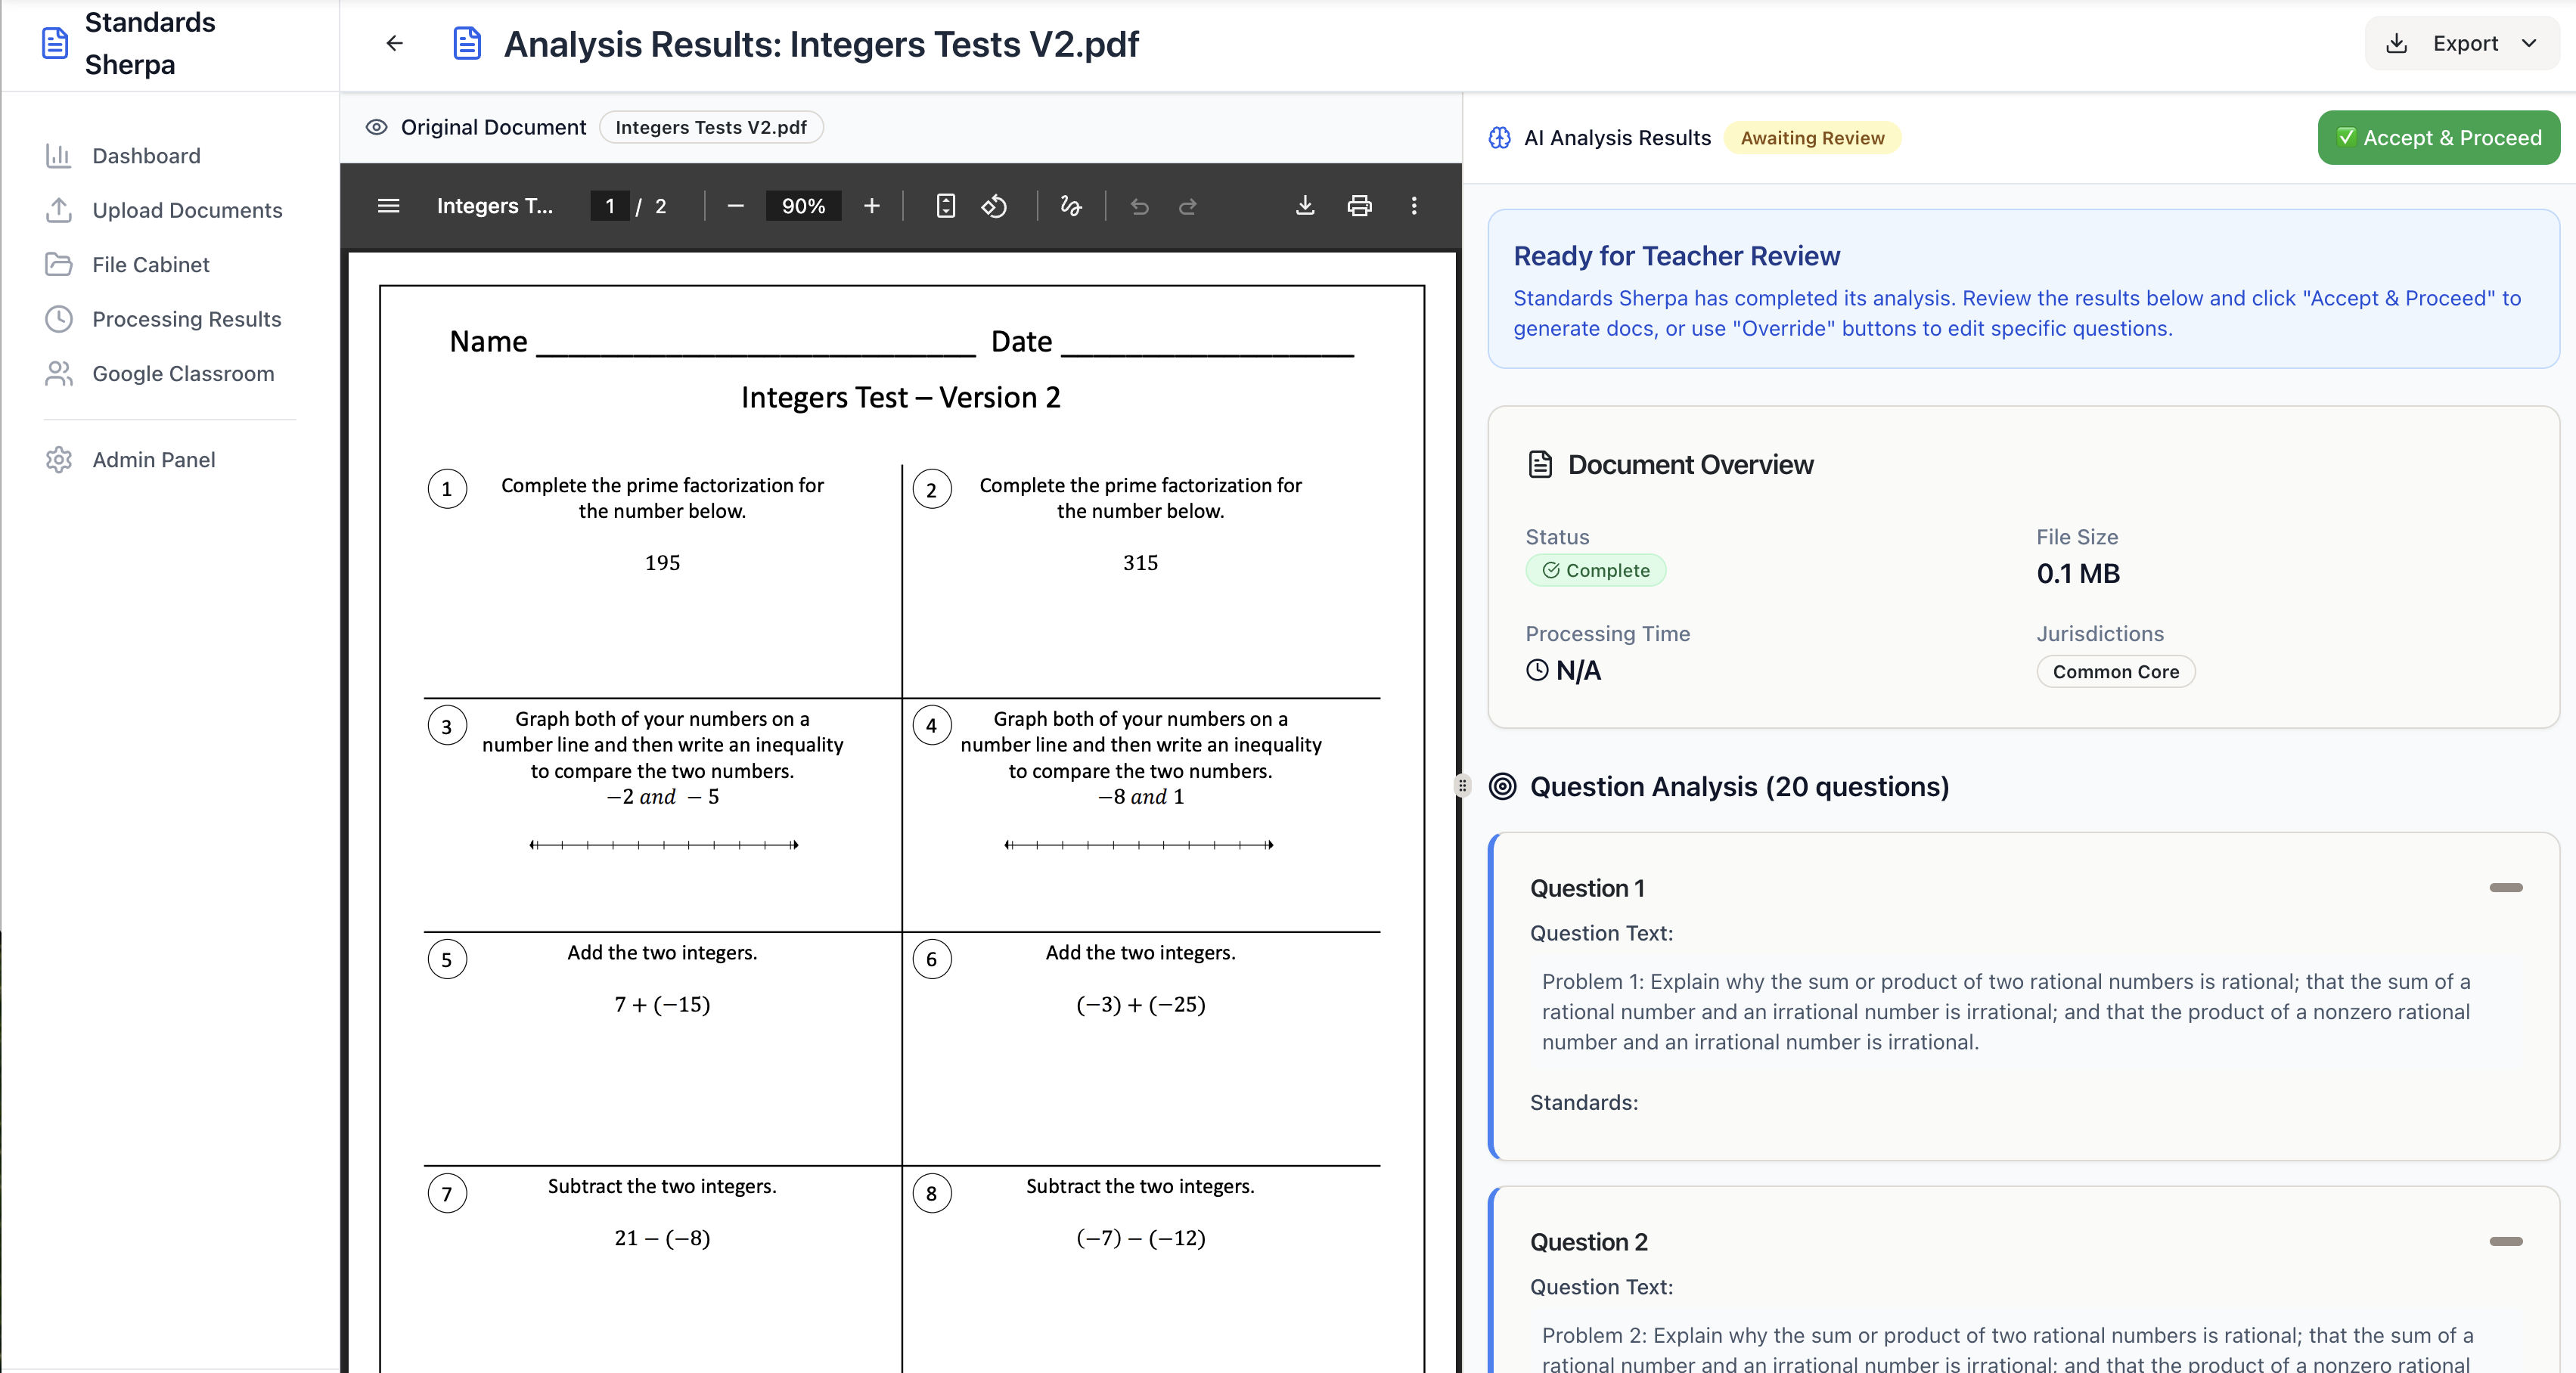 Standards
Sherpa
Dashboard
Upload Documents
File Cabinet
Processing Results
Google Classroom
Admin Panel
Analysis Results: Integers Tests V2.pdf
Export
Original Document
Integers Tests V2.pdf
Integers T...
1 / 2
90%
Name ____________________________ Date ___________________
Integers Test – Version 2
1
Complete the prime factorization for
the number below.
195
2
Complete the prime factorization for
the number below.
315
3
Graph both of your numbers on a
number line and then write an inequality
to compare the two numbers.
−2 and − 5
4
Graph both of your numbers on a
number line and then write an inequality
to compare the two numbers.
−8 and 1
5
Add the two integers.
7 + (−15)
6
Add the two integers.
(−3) + (−25)
7
Subtract the two integers.
21 − (−8)
8
Subtract the two integers.
(−7) − (−12)
AI Analysis Results
Awaiting Review
✅ Accept & Proceed
Ready for Teacher Review
Standards Sherpa has completed its analysis. Review the results below and click "Accept & Proceed" to
generate docs, or use "Override" buttons to edit specific questions.
Document Overview
Status
Complete
File Size
0.1 MB
Processing Time
N/A
Jurisdictions
Common Core
Question Analysis (20 questions)
Question 1
Question Text:
Problem 1: Explain why the sum or product of two rational numbers is rational; that the sum of a
rational number and an irrational number is irrational; and that the product of a nonzero rational
number and an irrational number is irrational.
Standards:
Question 2
Question Text:
Problem 2: Explain why the sum or product of two rational numbers is rational; that the sum of a
rational number and an irrational number is irrational; and that the product of a nonzero rational